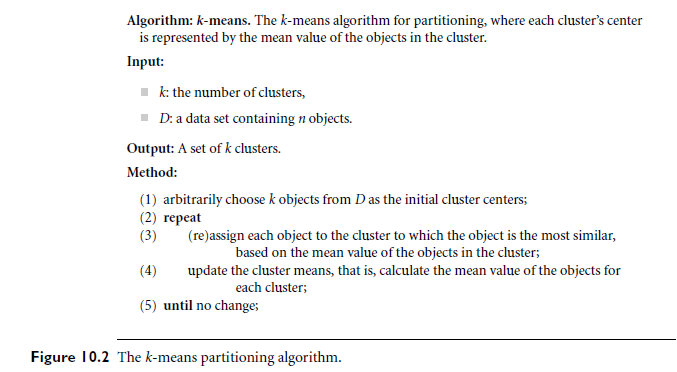 Algorithm: k-means. The k-means algorithm for partitioning, where each cluster’s center
is represented by the mean value of the objects in the cluster.
Input:
k: the number of clusters,
D: a data set containing n objects.
Output: A set of k clusters.
Method:
(1) arbitrarily choose k objects from D as the initial cluster centers;
(2) repeat
(3) (re)assign each object to the cluster to which the object is the most similar,
based on the mean value of the objects in the cluster;
(4) update the cluster means, that is, calculate the mean value of the objects for
each cluster;
(5) until no change;
Figure 10.2 The k-means partitioning algorithm.